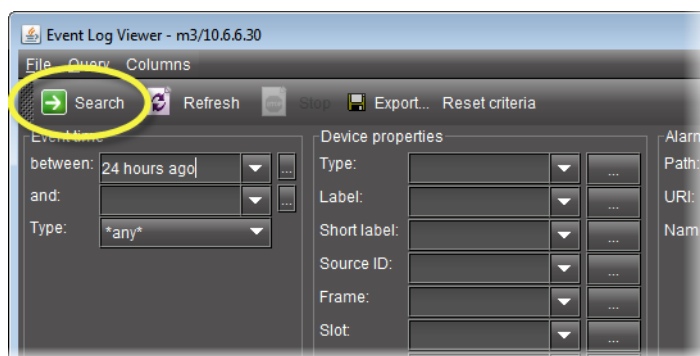 Event Log Viewer - m3/10.6.6.30
File Query Columns
Search Refresh Stop Export... Reset criteria
Event time Device properties Alarm
between: 24 hours ago ... Type: ... Path:
and: ... Label: ... URI:
Type: *any* Short label: ... Nam
Source ID: ...
Frame: ...
Slot: ...